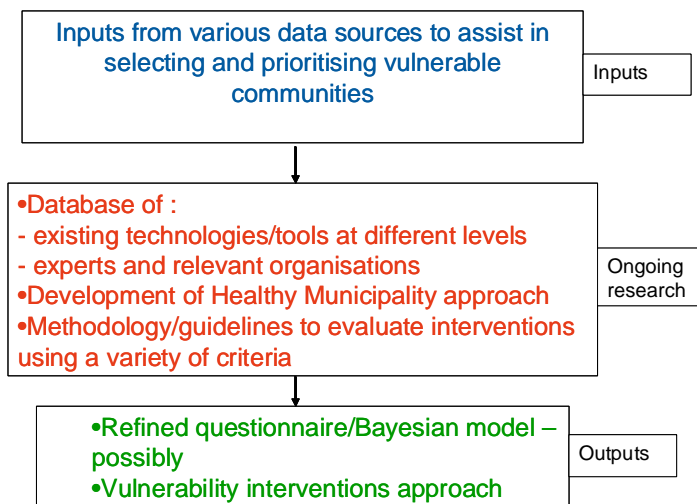 Inputs from various data sources to assist in
selecting and prioritising vulnerable
communities
Inputs
•Database of :
- existing technologies/tools at different levels
- experts and relevant organisations
•Development of Healthy Municipality approach
•Methodology/guidelines to evaluate interventions
using a variety of criteria
Ongoing
research
•Refined questionnaire/Bayesian model –
possibly
•Vulnerability interventions approach
Outputs